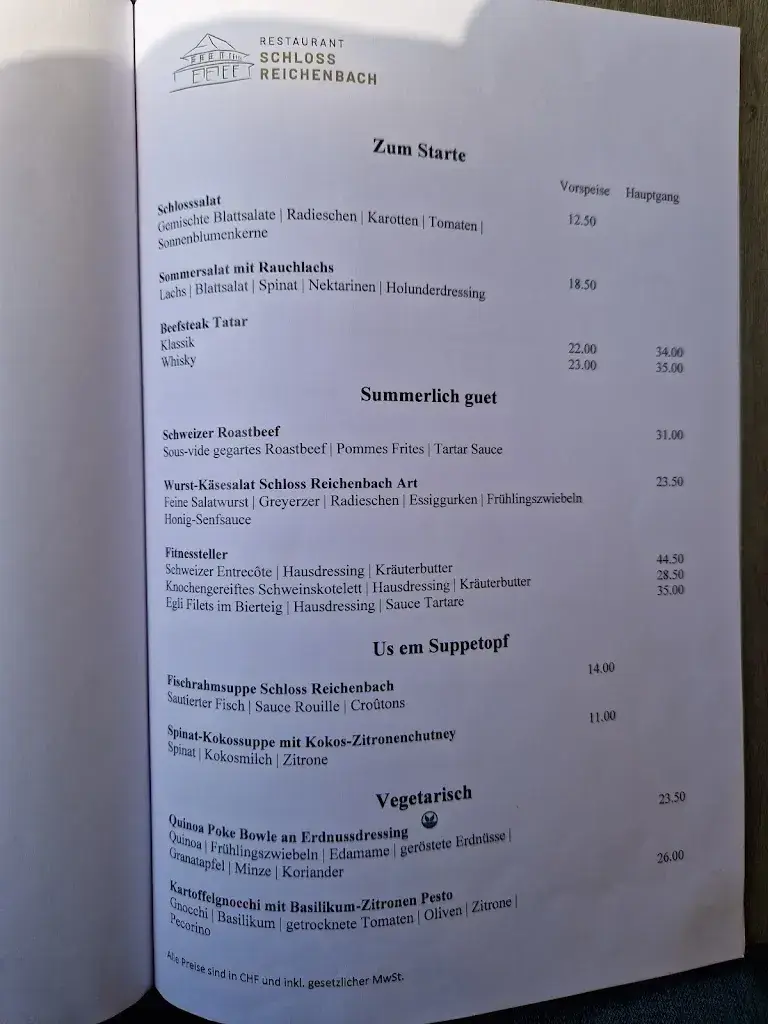 RESTAURANT
SCHLOSS
REICHENBACH
Zum Starte
Vorspeise Hauptgang
Schlosssalat
Gemischte Blattsalate | Radieschen | Karotten | Tomaten | 12.50
Sonnenblumenkerne
Sommersalat mit Rauchlachs
Lachs | Blattsalat | Spinat | Nektarinen | Holunderdressing 18.50
Beefsteak Tatar
Klassik 22.00 34.00
Whisky 23.00 35.00
Summerlich guet
Schweizer Roastbeef 31.00
Sous-vide gegartes Roastbeef | Pommes Frites | Tartar Sauce
Wurst-Käsesalat Schloss Reichenbach Art 23.50
Feine Salatwurst | Greyerzer | Radieschen | Essiggurken | Frühlingszwiebeln
Honig-Senfsauce
Fitnessteller
Schweizer Entrecôte | Hausdressing | Kräuterbutter 44.50
Knochengereiftes Schweinskotelett | Hausdressing | Kräuterbutter 28.50
Egli Filets im Bierteig | Hausdressing | Sauce Tartare 35.00
Us em Suppetopf
Fischrahmsuppe Schloss Reichenbach 14.00
Sautierter Fisch | Sauce Rouille | Croûtons
Spinat-Kokossuppe mit Kokos-Zitronenchutney 11.00
Spinat | Kokosmilch | Zitrone
Vegetarisch
Quinoa Poke Bowle an Erdnussdressing 23.50
Quinoa | Frühlingszwiebeln | Edamame | geröstete Erdnüsse |
Granatapfel | Minze | Koriander
Kartoffelgnocchi mit Basilikum-Zitronen Pesto 26.00
Gnocchi | Basilikum | getrocknete Tomaten | Oliven | Zitrone |
Pecorino
Alle Preise sind in CHF und inkl. gesetzlicher MwSt.